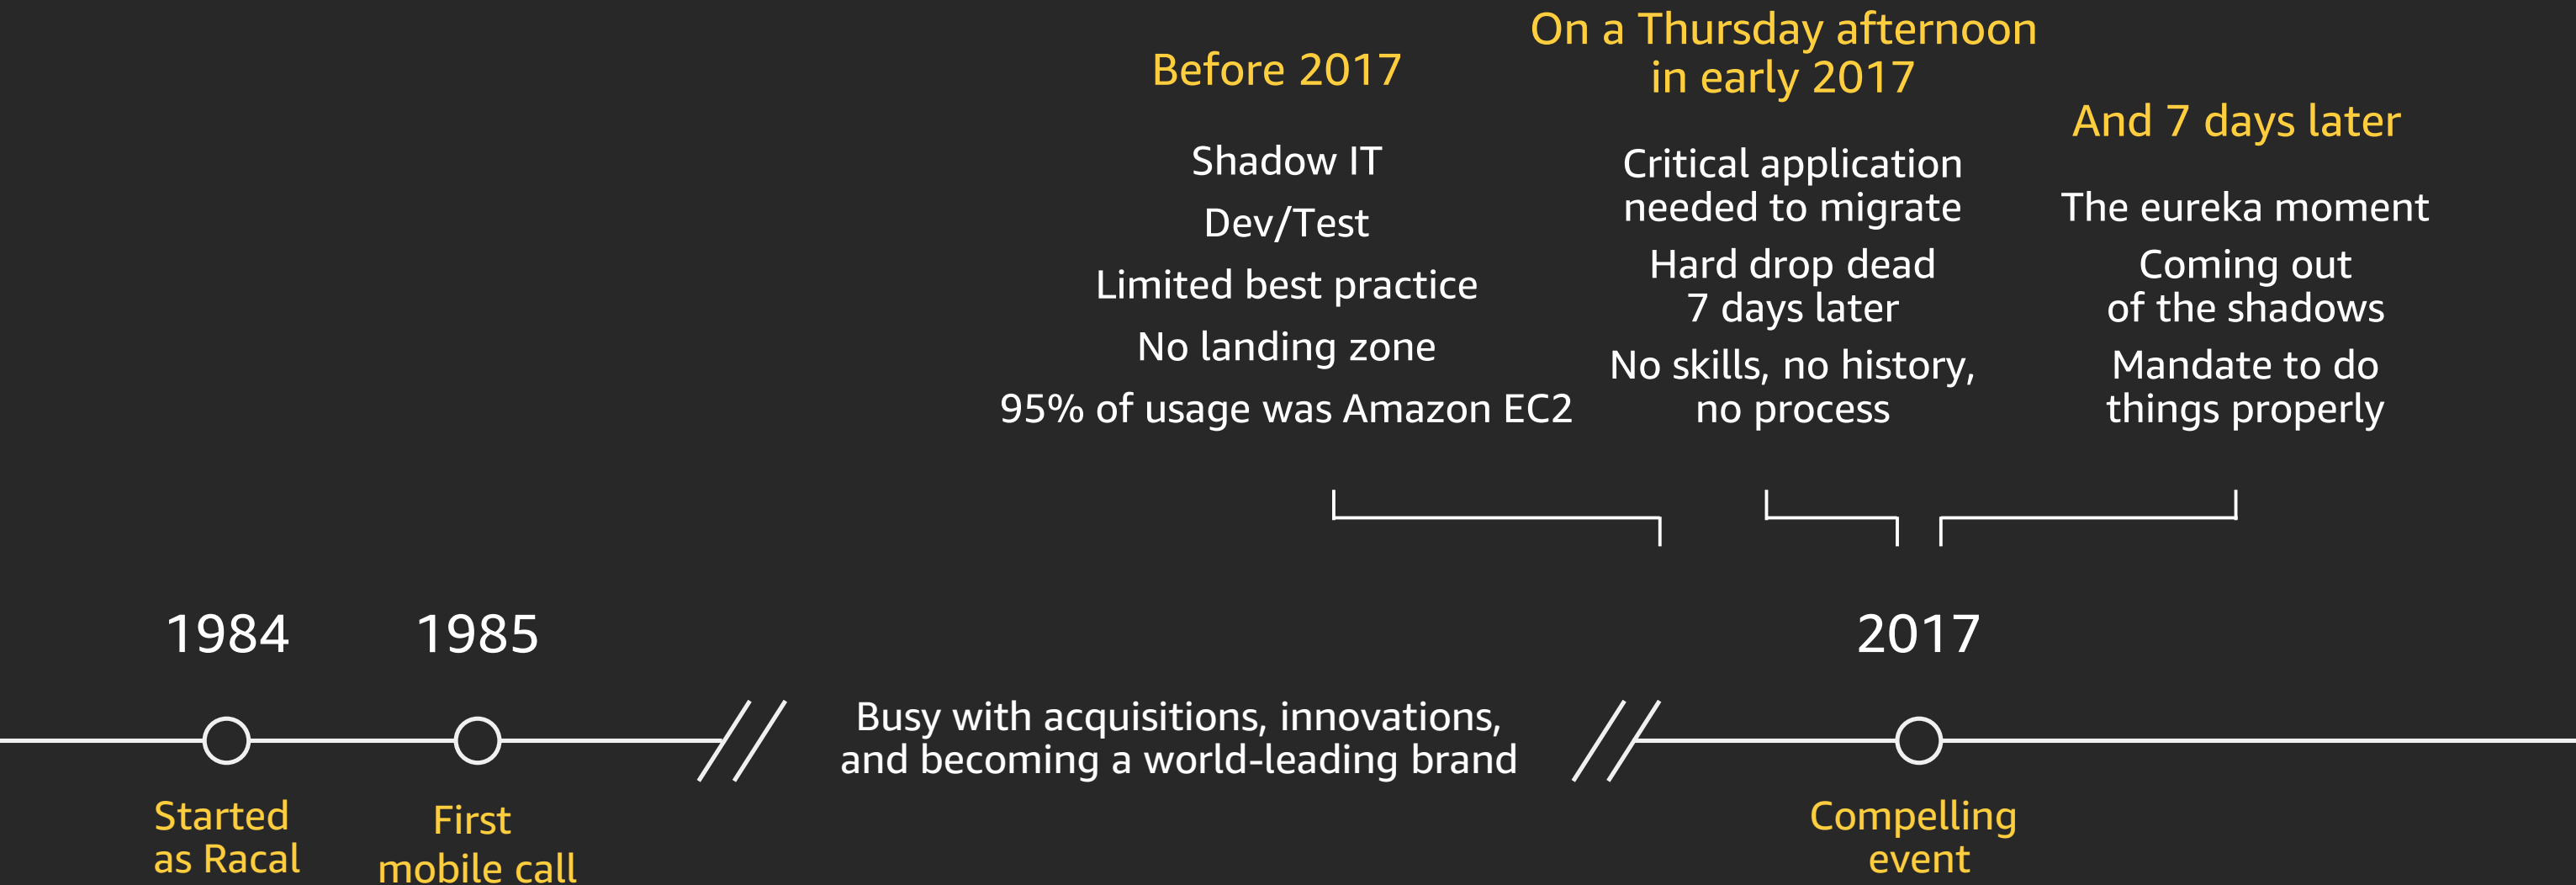 Before 2017
Shadow IT
Dev/Test
Limited best practice
No landing zone
95% of usage was Amazon EC2
On a Thursday afternoon
in early 2017
Critical application
needed to migrate
Hard drop dead
7 days later
No skills, no history,
no process
And 7 days later
The eureka moment
Coming out
of the shadows
Mandate to do
things properly
1984
Started
as Racal
1985
First
mobile call
Busy with acquisitions, innovations,
and becoming a world-leading brand
2017
Compelling
event